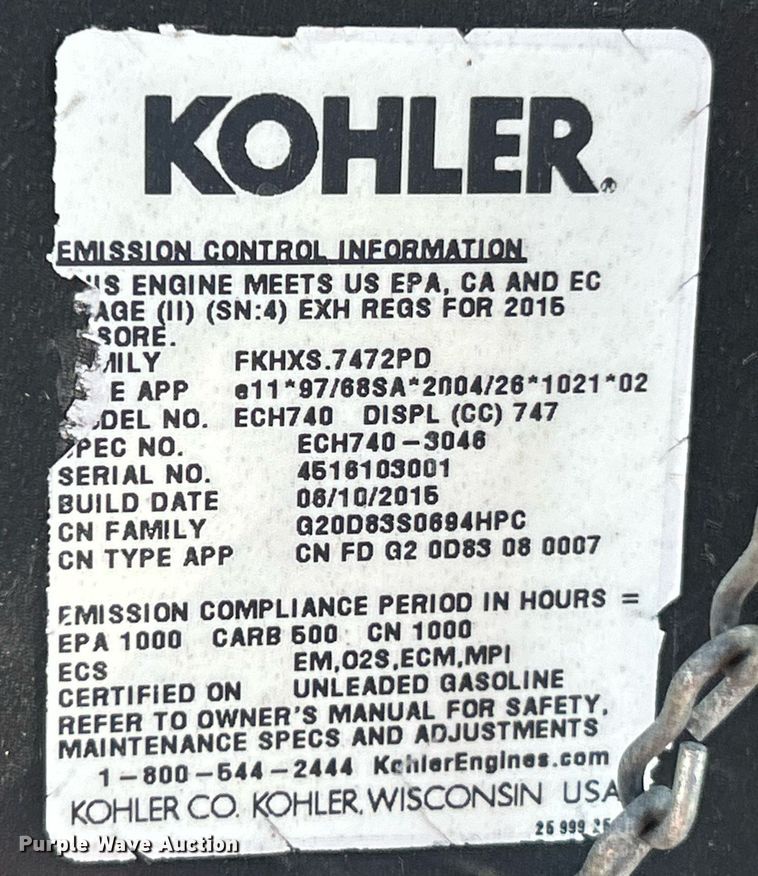 KOHLER.
EMISSION CONTROL INFORMATION
IS ENGINE MEETS US EPA, CA AND EC
AGE (II) (SN:4) EXH REGS FOR 2015
SORE.
MILY FKHXS.7472PD
E APP e11*97/68SA*2004/26*1021*02
DEL NO. ECH740 DISPL (CC) 747
PEC NO. ECH740-3046
SERIAL NO. 4516103001
BUILD DATE 06/10/2015
CN FAMILY G20D83S0694HPC
CN TYPE APP CN FD G2 0D83 08 0007
EMISSION COMPLIANCE PERIOD IN HOURS =
EPA 1000 CARB 500 CN 1000
ECS EM,O2S,ECM,MPI
CERTIFIED ON UNLEADED GASOLINE
REFER TO OWNER'S MANUAL FOR SAFETY,
MAINTENANCE SPECS AND ADJUSTMENTS
1-800-544-2444 KohlerEngines.com
KOHLER CO. KOHLER, WISCONSIN USA
25 999
Purple Wave Auction